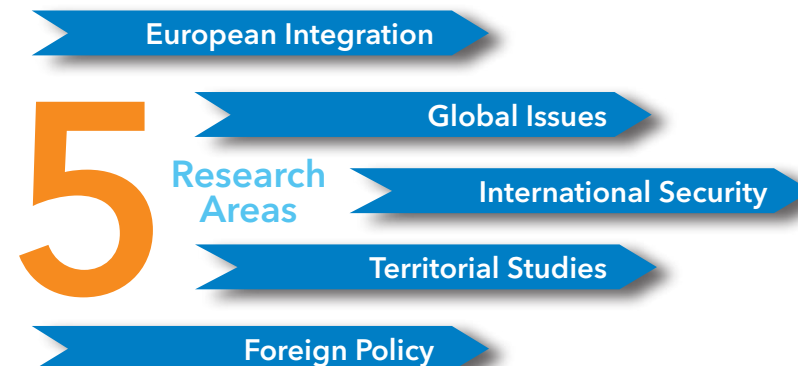 European Integration
5
Global Issues
Research
Areas
International Security
Territorial Studies
Foreign Policy